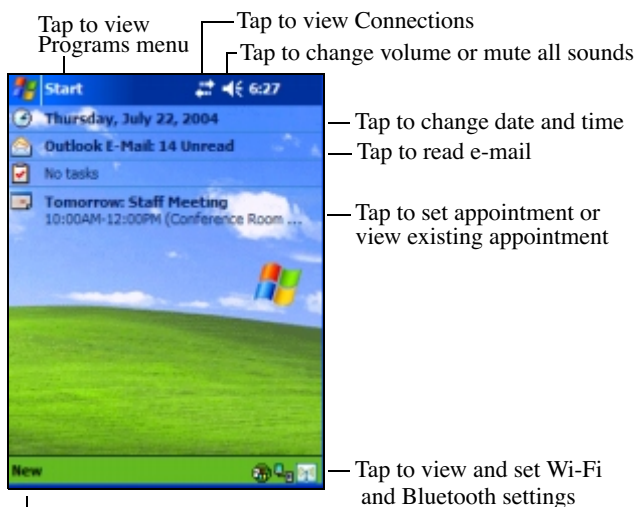 Tap to view
Programs menu
Tap to view Connections
Tap to change volume or mute all sounds
Start
6:27
Thursday, July 22, 2004
Tap to change date and time
Outlook E-Mail: 14 Unread
Tap to read e-mail
No tasks
Tomorrow: Staff Meeting
10:00AM-12:00PM (Conference Room ...
Tap to set appointment or
view existing appointment
New
Tap to view and set Wi-Fi
and Bluetooth settings